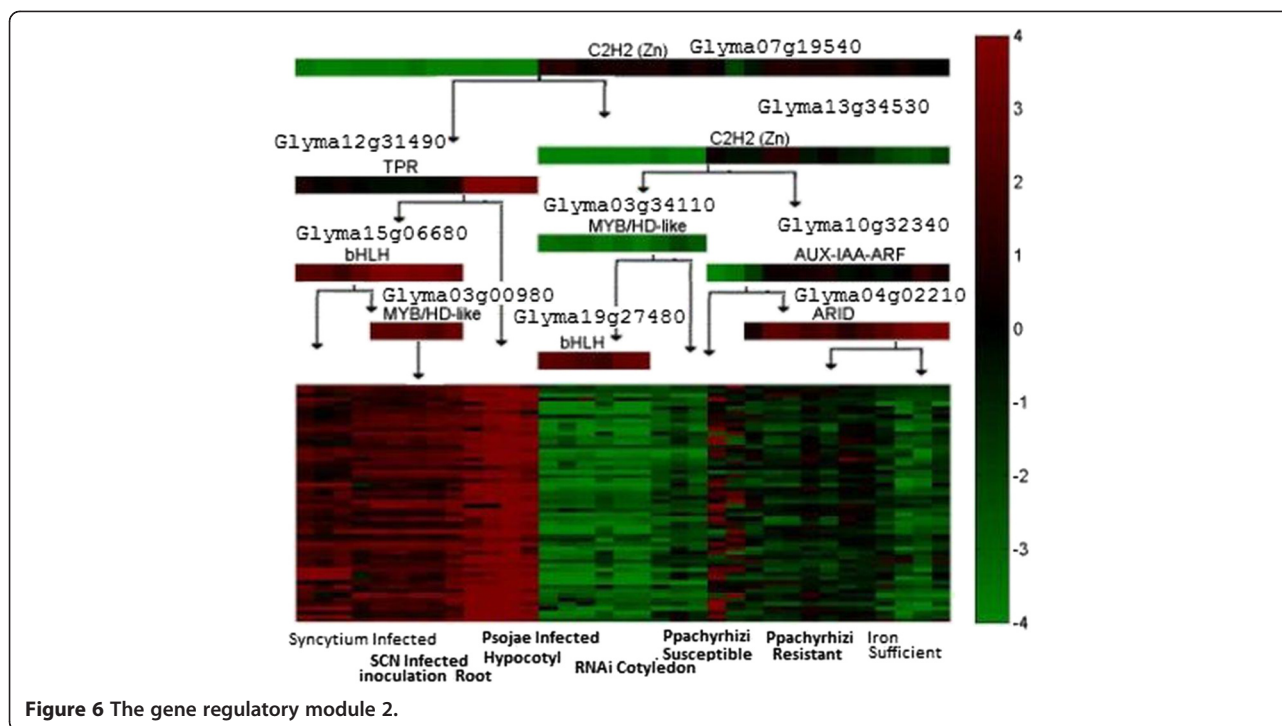 C2H2 (Zn) Glyma07g19540
Glyma13g34530
C2H2 (Zn)
Glyma12g31490
TPR
Glyma03g34110
MYB/HD-like
Glyma10g32340
AUX-IAA-ARF
Glyma15g06680
bHLH
Glyma03g00980
MYB/HD-like
Glyma19g27480
bHLH
Glyma04g02210
ARID
4
3
2
1
0
-1
-2
-3
-4
Syncytium Infected
SCN Infected
inoculation Root
Psojae Infected
Hypocotyl
RNAi Cotyledon
Ppachyrhizi
Susceptible
Ppachyrhizi
Resistant
Iron
Sufficient
Figure 6 The gene regulatory module 2.